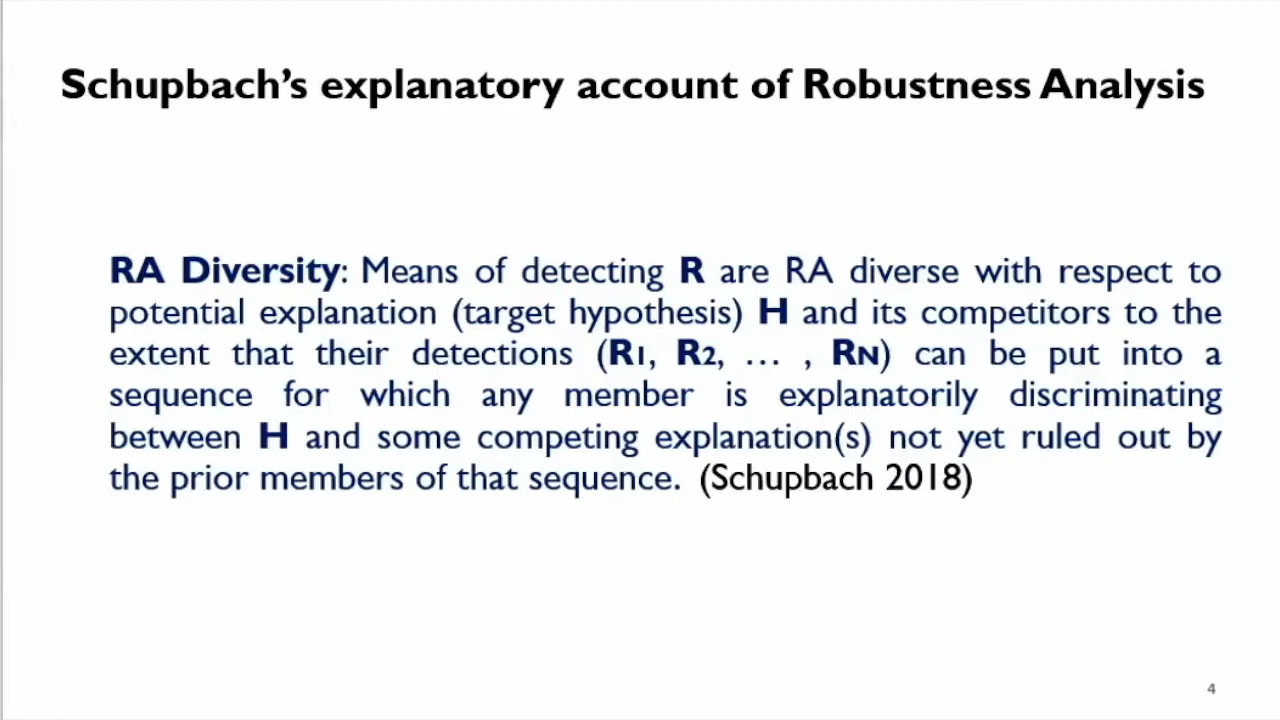 Schupbach’s explanatory account of Robustness Analysis
RA Diversity: Means of detecting R are RA diverse with respect to
potential explanation (target hypothesis) H and its competitors to the
extent that their detections (R1, R2, … , RN) can be put into a
sequence for which any member is explanatorily discriminating
between H and some competing explanation(s) not yet ruled out by
the prior members of that sequence. (Schupbach 2018)
4